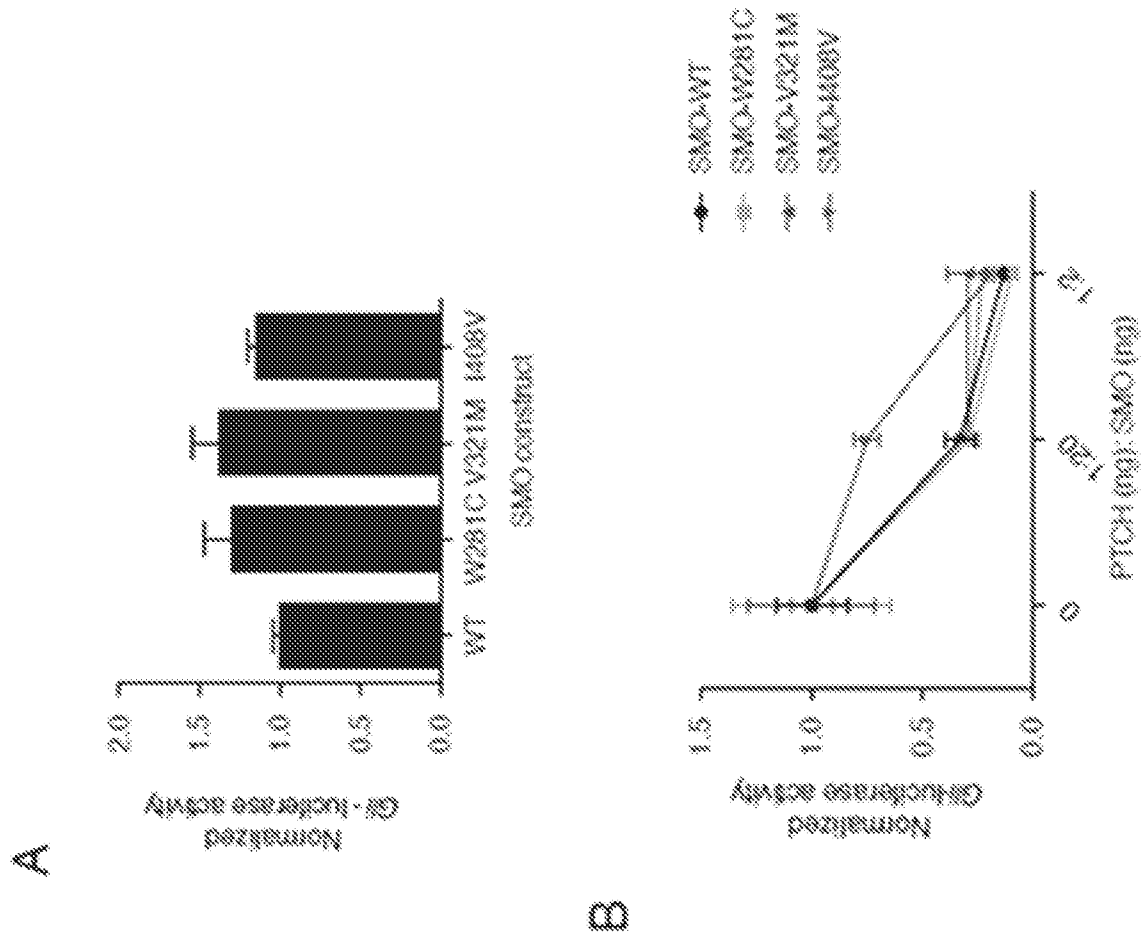 A
Normalized
Gli - luciferase activity
2.0
1.5
1.0
0.5
0.0
WT
W281C
V321M
I408V
SMO construct
B
Normalized
Gli-luciferase activity
1.5
1.0
0.5
0.0
0
1:20
PTCH (ng): SMO (ng)
SMO-WT
SMO-W281C
SMO-V321M
SMO-I408V